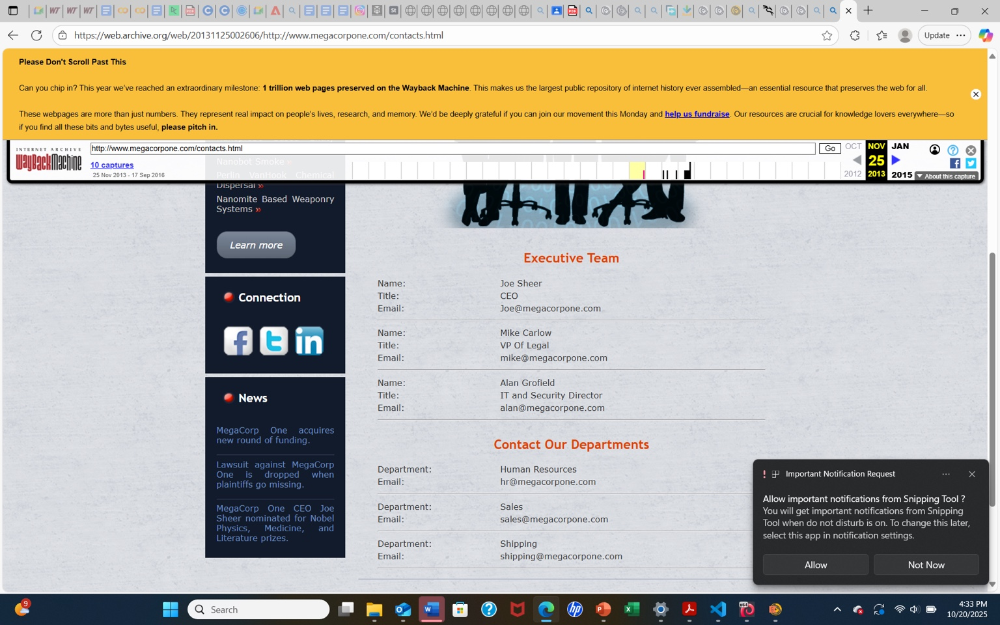 https://web.archive.org/web/20131125002606/http://www.megacorpone.com/contacts.html
Update
Please Don't Scroll Past This
Can you chip in? This year we've reached an extraordinary milestone: 1 trillion web pages preserved on the Wayback Machine. This makes us the largest public repository of internet history ever assembled—an essential resource that preserves the web for all.
These webpages are more than just numbers. They represent real impact on people's lives, research, and memory. We'd be deeply grateful if you can join our movement this Monday and help us fundraise. Our resources are crucial for knowledge lovers everywhere—so
if you find all these bits and bytes useful, please pitch in.
INTERNET ARCHIVE
WayBackMachine
http://www.megacorpone.com/contacts.html
Go
10 captures
25 Nov 2013 - 17 Sep 2016
OCT NOV JAN
25
2012 2013 2015
About this capture
Nanobot Smoke »
Perlin VanHook Chemical
Dispersal »
Nanomite Based Weaponry
Systems »
Learn more
Connection
News
MegaCorp One acquires
new round of funding.
Lawsuit against MegaCorp
One is dropped when
plaintiffs go missing.
MegaCorp One CEO Joe
Sheer nominated for Nobel
Physics, Medicine, and
Literature prizes.
Executive Team
Name: Joe Sheer
Title: CEO
Email: Joe@megacorpone.com
Name: Mike Carlow
Title: VP Of Legal
Email: mike@megacorpone.com
Name: Alan Grofield
Title: IT and Security Director
Email: alan@megacorpone.com
Contact Our Departments
Department: Human Resources
Email: hr@megacorpone.com
Department: Sales
Email: sales@megacorpone.com
Department: Shipping
Email: shipping@megacorpone.com
Important Notification Request
Allow important notifications from Snipping Tool ?
You will get important notifications from Snipping
Tool when do not disturb is on. To change this later,
select this app in notification settings.
Allow
Not Now
9
Search
4:33 PM
10/20/2025